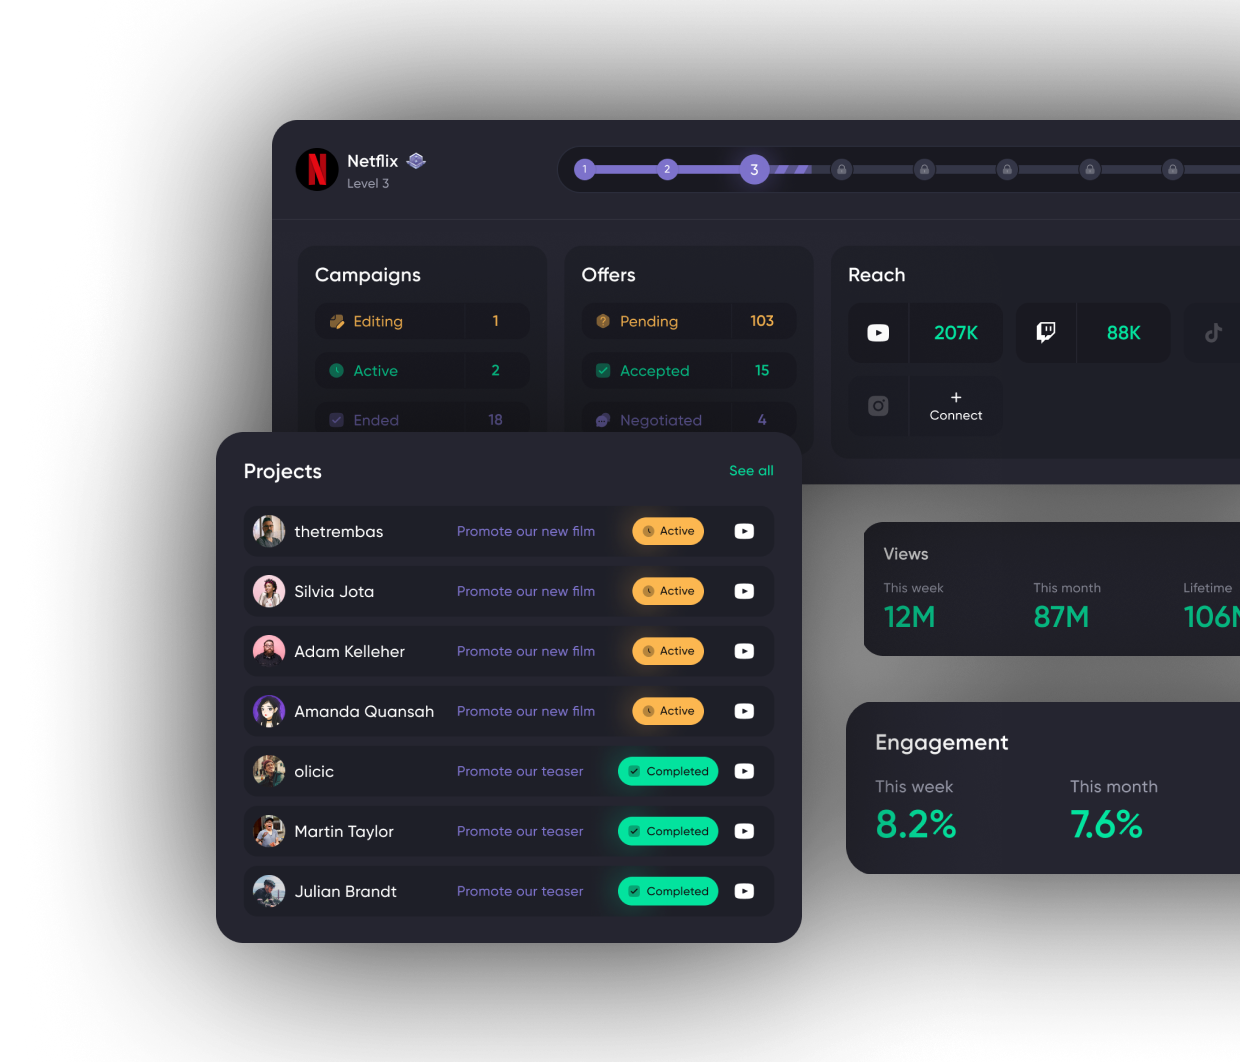 Netflix
Level 3
1 2 3
Campaigns
Editing 1
Active 2
Ended 18
Offers
Pending 103
Accepted 15
Negotiated 4
Reach
207K
88K
+
Connect
Projects
See all
thetrembas Promote our new film Active
Silvia Jota Promote our new film Active
Adam Kelleher Promote our new film Active
Amanda Quansah Promote our new film Active
olicic Promote our teaser Completed
Martin Taylor Promote our teaser Completed
Julian Brandt Promote our teaser Completed
Views
This week This month Lifetime
12M 87M 106M
Engagement
This week This month
8.2% 7.6%